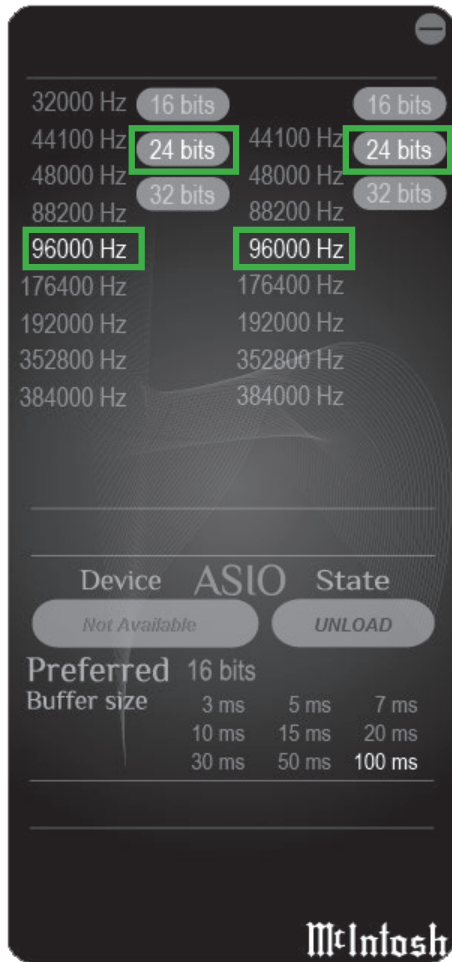 32000 Hz 16 bits 16 bits
44100 Hz 24 bits 44100 Hz 24 bits
48000 Hz 32 bits 48000 Hz 32 bits
88200 Hz 88200 Hz
96000 Hz 96000 Hz
176400 Hz 176400 Hz
192000 Hz 192000 Hz
352800 Hz 352800 Hz
384000 Hz 384000 Hz
Device ASIO State
Not Available UNLOAD
Preferred 16 bits
Buffer size 3 ms 5 ms 7 ms
10 ms 15 ms 20 ms
30 ms 50 ms 100 ms
McIntosh